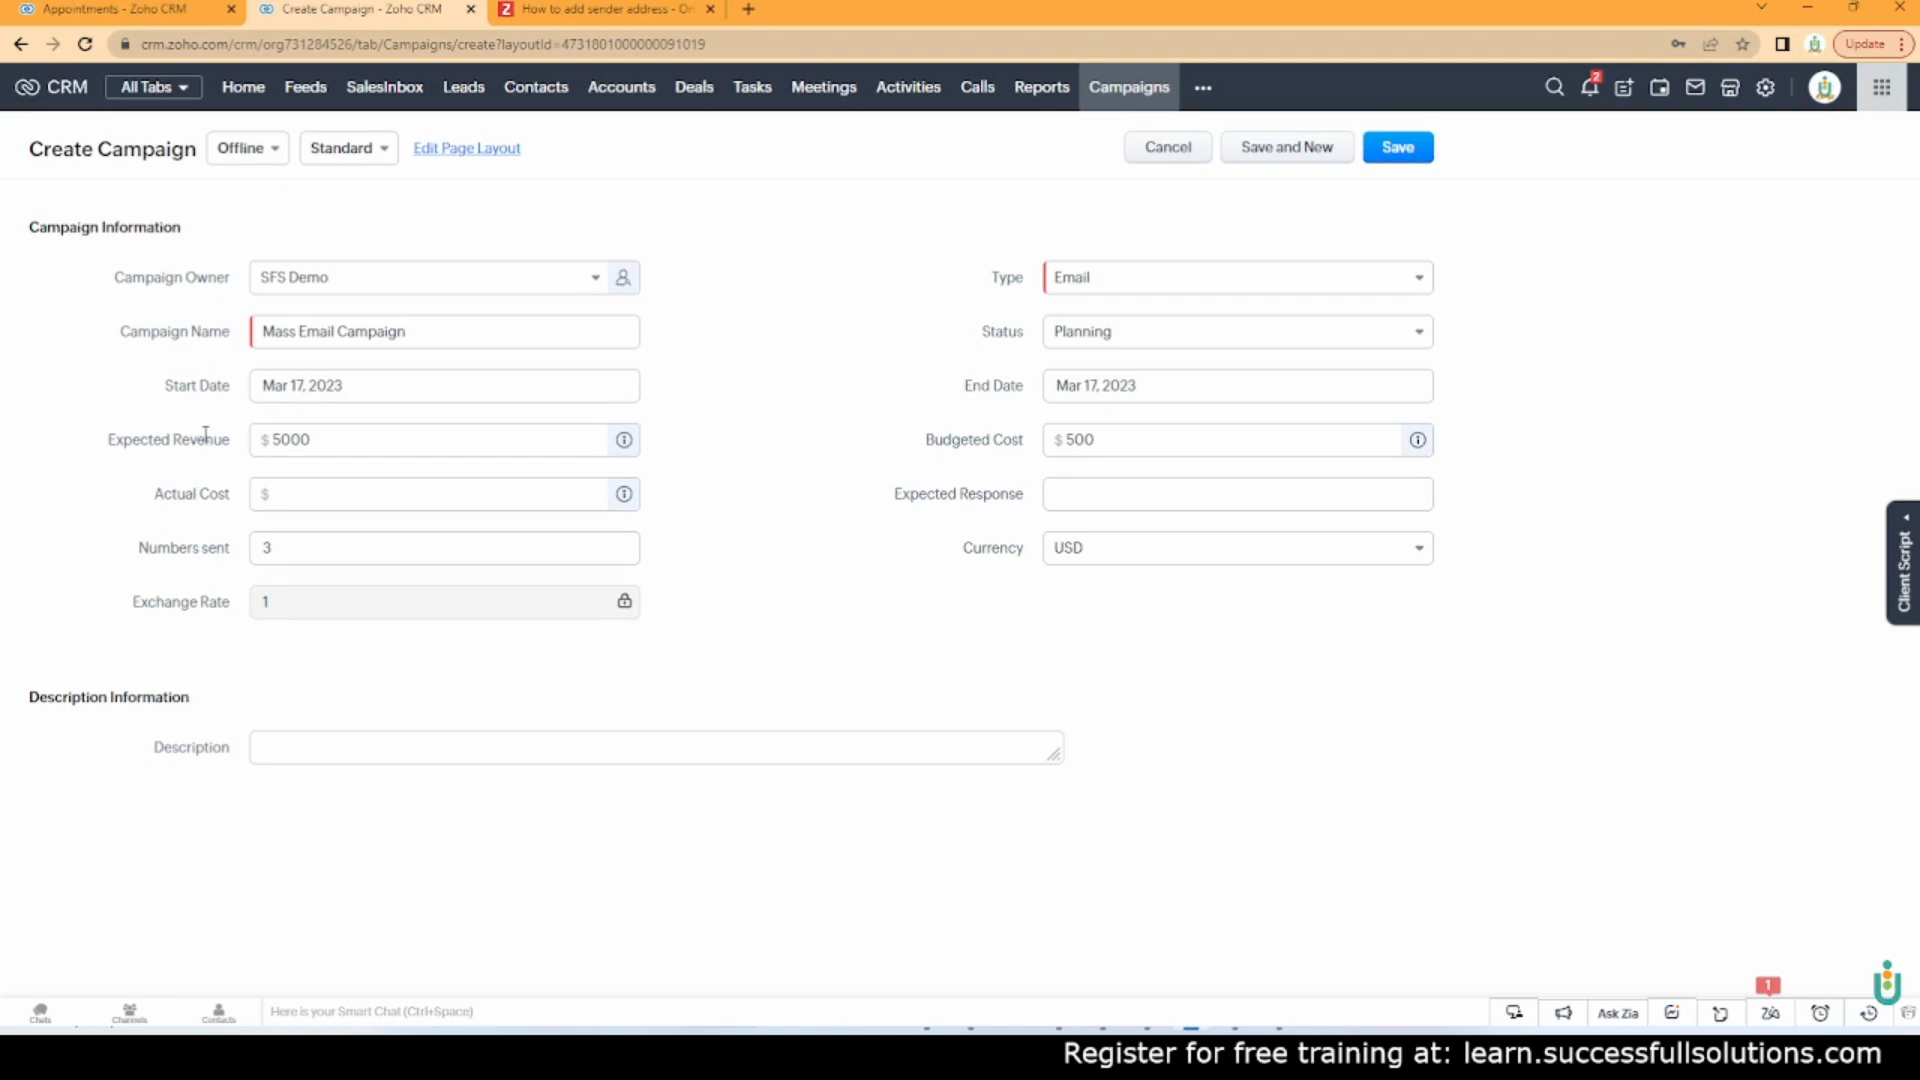 Appointments - Zoho CRM
Create Campaign - Zoho CRM
How to add sender address - On
crm.zoho.com/crm/org731284526/tab/Campaigns/create?layoutId=4731801000000091019
Update
CRM
All Tabs
Home
Feeds
SalesInbox
Leads
Contacts
Accounts
Deals
Tasks
Meetings
Activities
Calls
Reports
Campaigns
2
Create Campaign
Offline
Standard
Edit Page Layout
Cancel
Save and New
Save
Campaign Information
Campaign Owner
SFS Demo
Type
Email
Campaign Name
Mass Email Campaign
Status
Planning
Start Date
Mar 17, 2023
End Date
Mar 17, 2023
Expected Revenue
$ 5000
Budgeted Cost
$ 500
Actual Cost
$
Expected Response
Numbers sent
3
Currency
USD
Exchange Rate
1
Client Script
Description Information
Description
Chats
Channels
Contacts
Here is your Smart Chat (Ctrl+Space)
1
Ask Zia
Register for free training at: learn.successfullsolutions.com